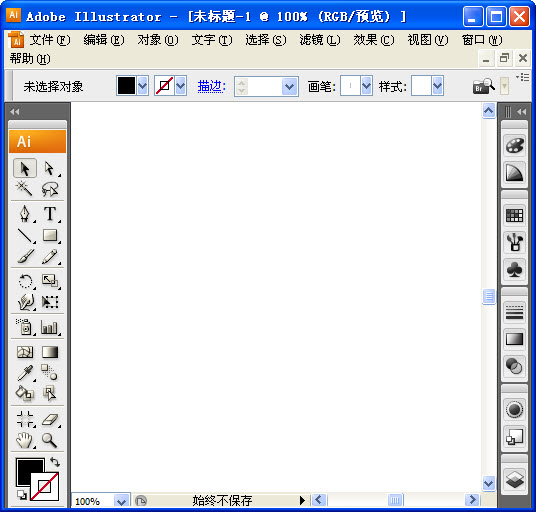 Adobe Illustrator - [未标题-1 @ 100% (RGB/预览) ]
文件(F) 编辑(E) 对象(O) 文字(T) 选择(S) 滤镜(L) 效果(C) 视图(V) 窗口(W)
帮助(H)
未选择对象 描边: 画笔: 样式: Br
Ai
T
100% 始终不保存